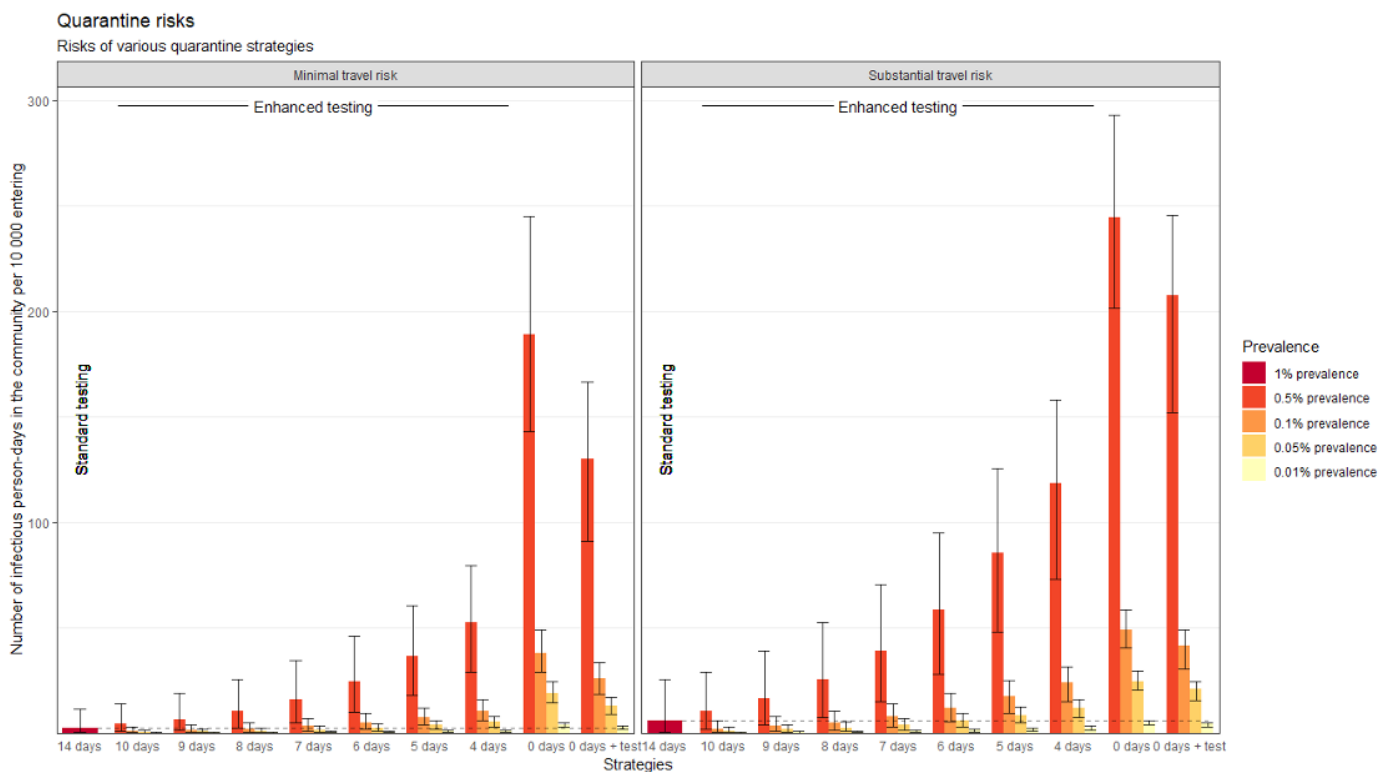 Quarantine risks
Risks of various quarantine strategies
Minimal travel risk
Substantial travel risk
Number of infectious person-days in the community per 10 000 entering
300
200
100
Enhanced testing
Enhanced testing
Standard testing
Standard testing
14 days 10 days 9 days 8 days 7 days 6 days 5 days 4 days 0 days 0 days + test
14 days 10 days 9 days 8 days 7 days 6 days 5 days 4 days 0 days 0 days + test
Strategies
Prevalence
1% prevalence
0.5% prevalence
0.1% prevalence
0.05% prevalence
0.01% prevalence